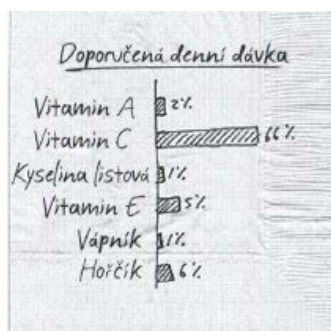 Doporučená denní dávka
Vitamin A 2%
Vitamin C 66%
Kyselina listová 1%
Vitamin E 5%
Vápník 1%
Hořčík 6%